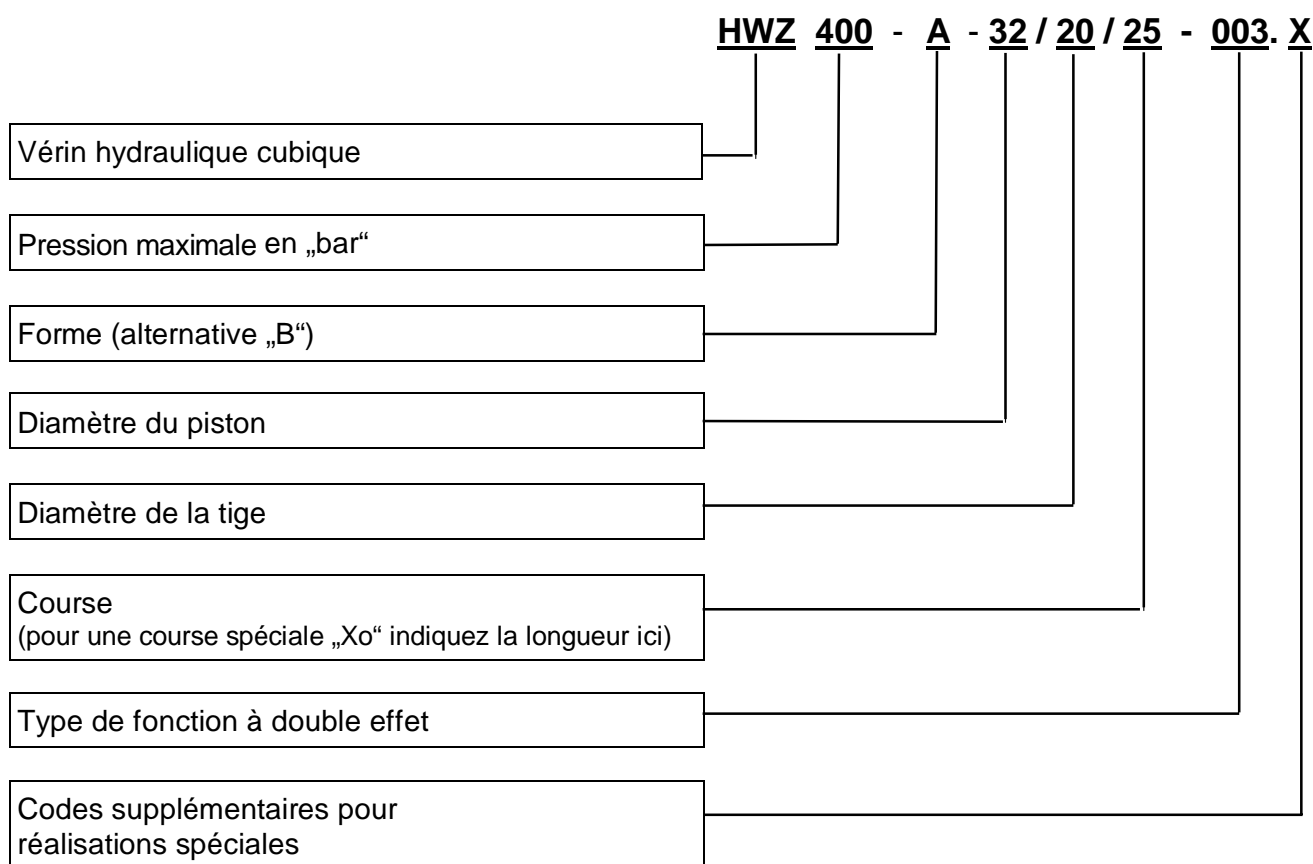 HWZ 400 - A - 32 / 20 / 25 - 003. X
Vérin hydraulique cubique
Pression maximale en „bar“
Forme (alternative „B“)
Diamètre du piston
Diamètre de la tige
Course
(pour une course spéciale „Xo“ indiquez la longueur ici)
Type de fonction à double effet
Codes supplémentaires pour
réalisations spéciales